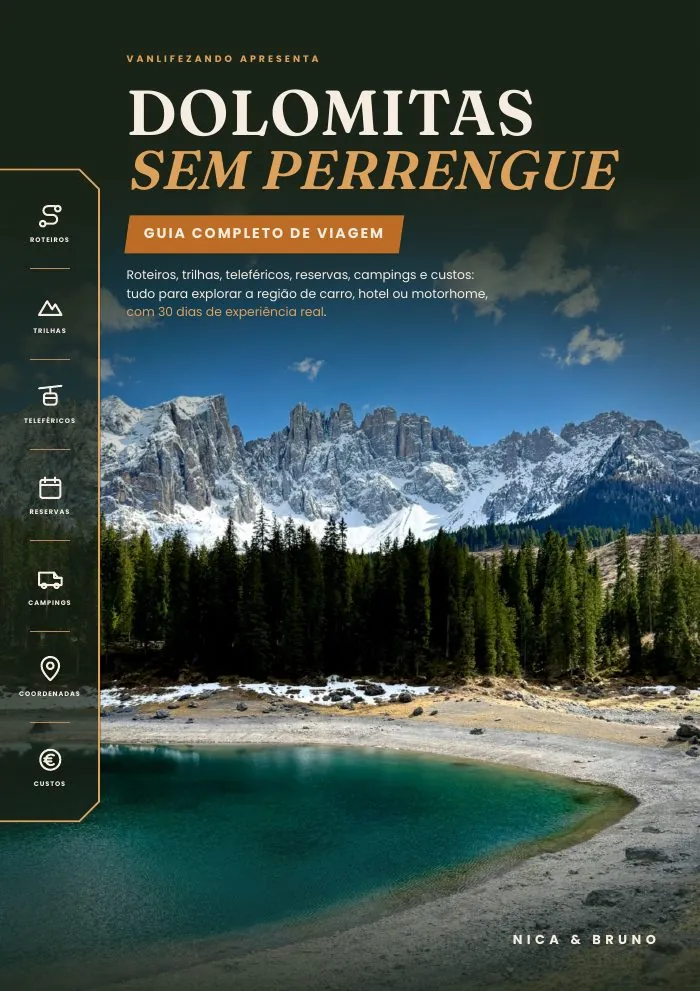 VANLIFEZANDO APRESENTA
DOLOMITAS
SEM PERRENGUE
GUIA COMPLETO DE VIAGEM
Roteiros, trilhas, teleféricos, reservas, campings e custos:
tudo para explorar a região de carro, hotel ou motorhome,
com 30 dias de experiência real.
ROTEIROS
TRILHAS
TELEFÉRICOS
RESERVAS
CAMPINGS
COORDENADAS
CUSTOS
NICA & BRUNO